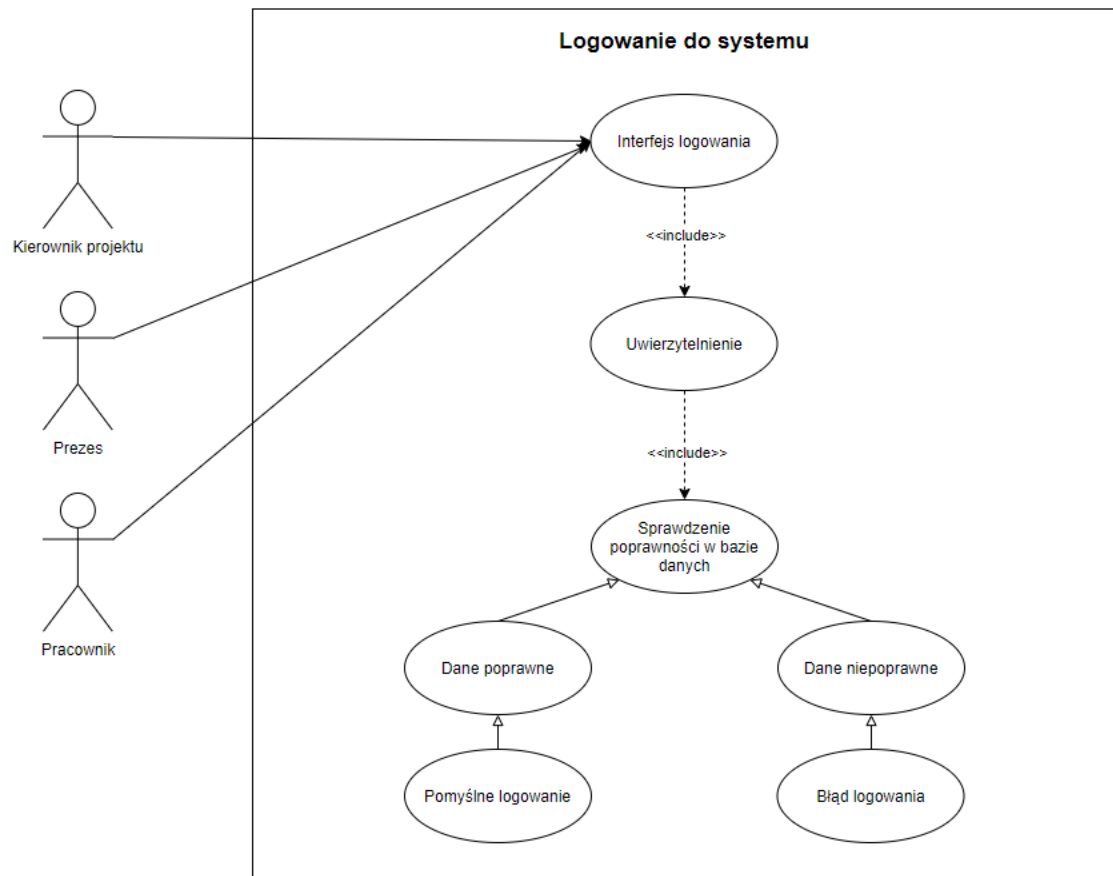 Logowanie do systemu
Interfejs logowania
Kierownik projektu
<<include>>
Uwierzytelnienie
Prezes
<<include>>
Sprawdzenie
poprawności w bazie
danych
Pracownik
Dane poprawne
Dane niepoprawne
Pomyślne logowanie
Błąd logowania